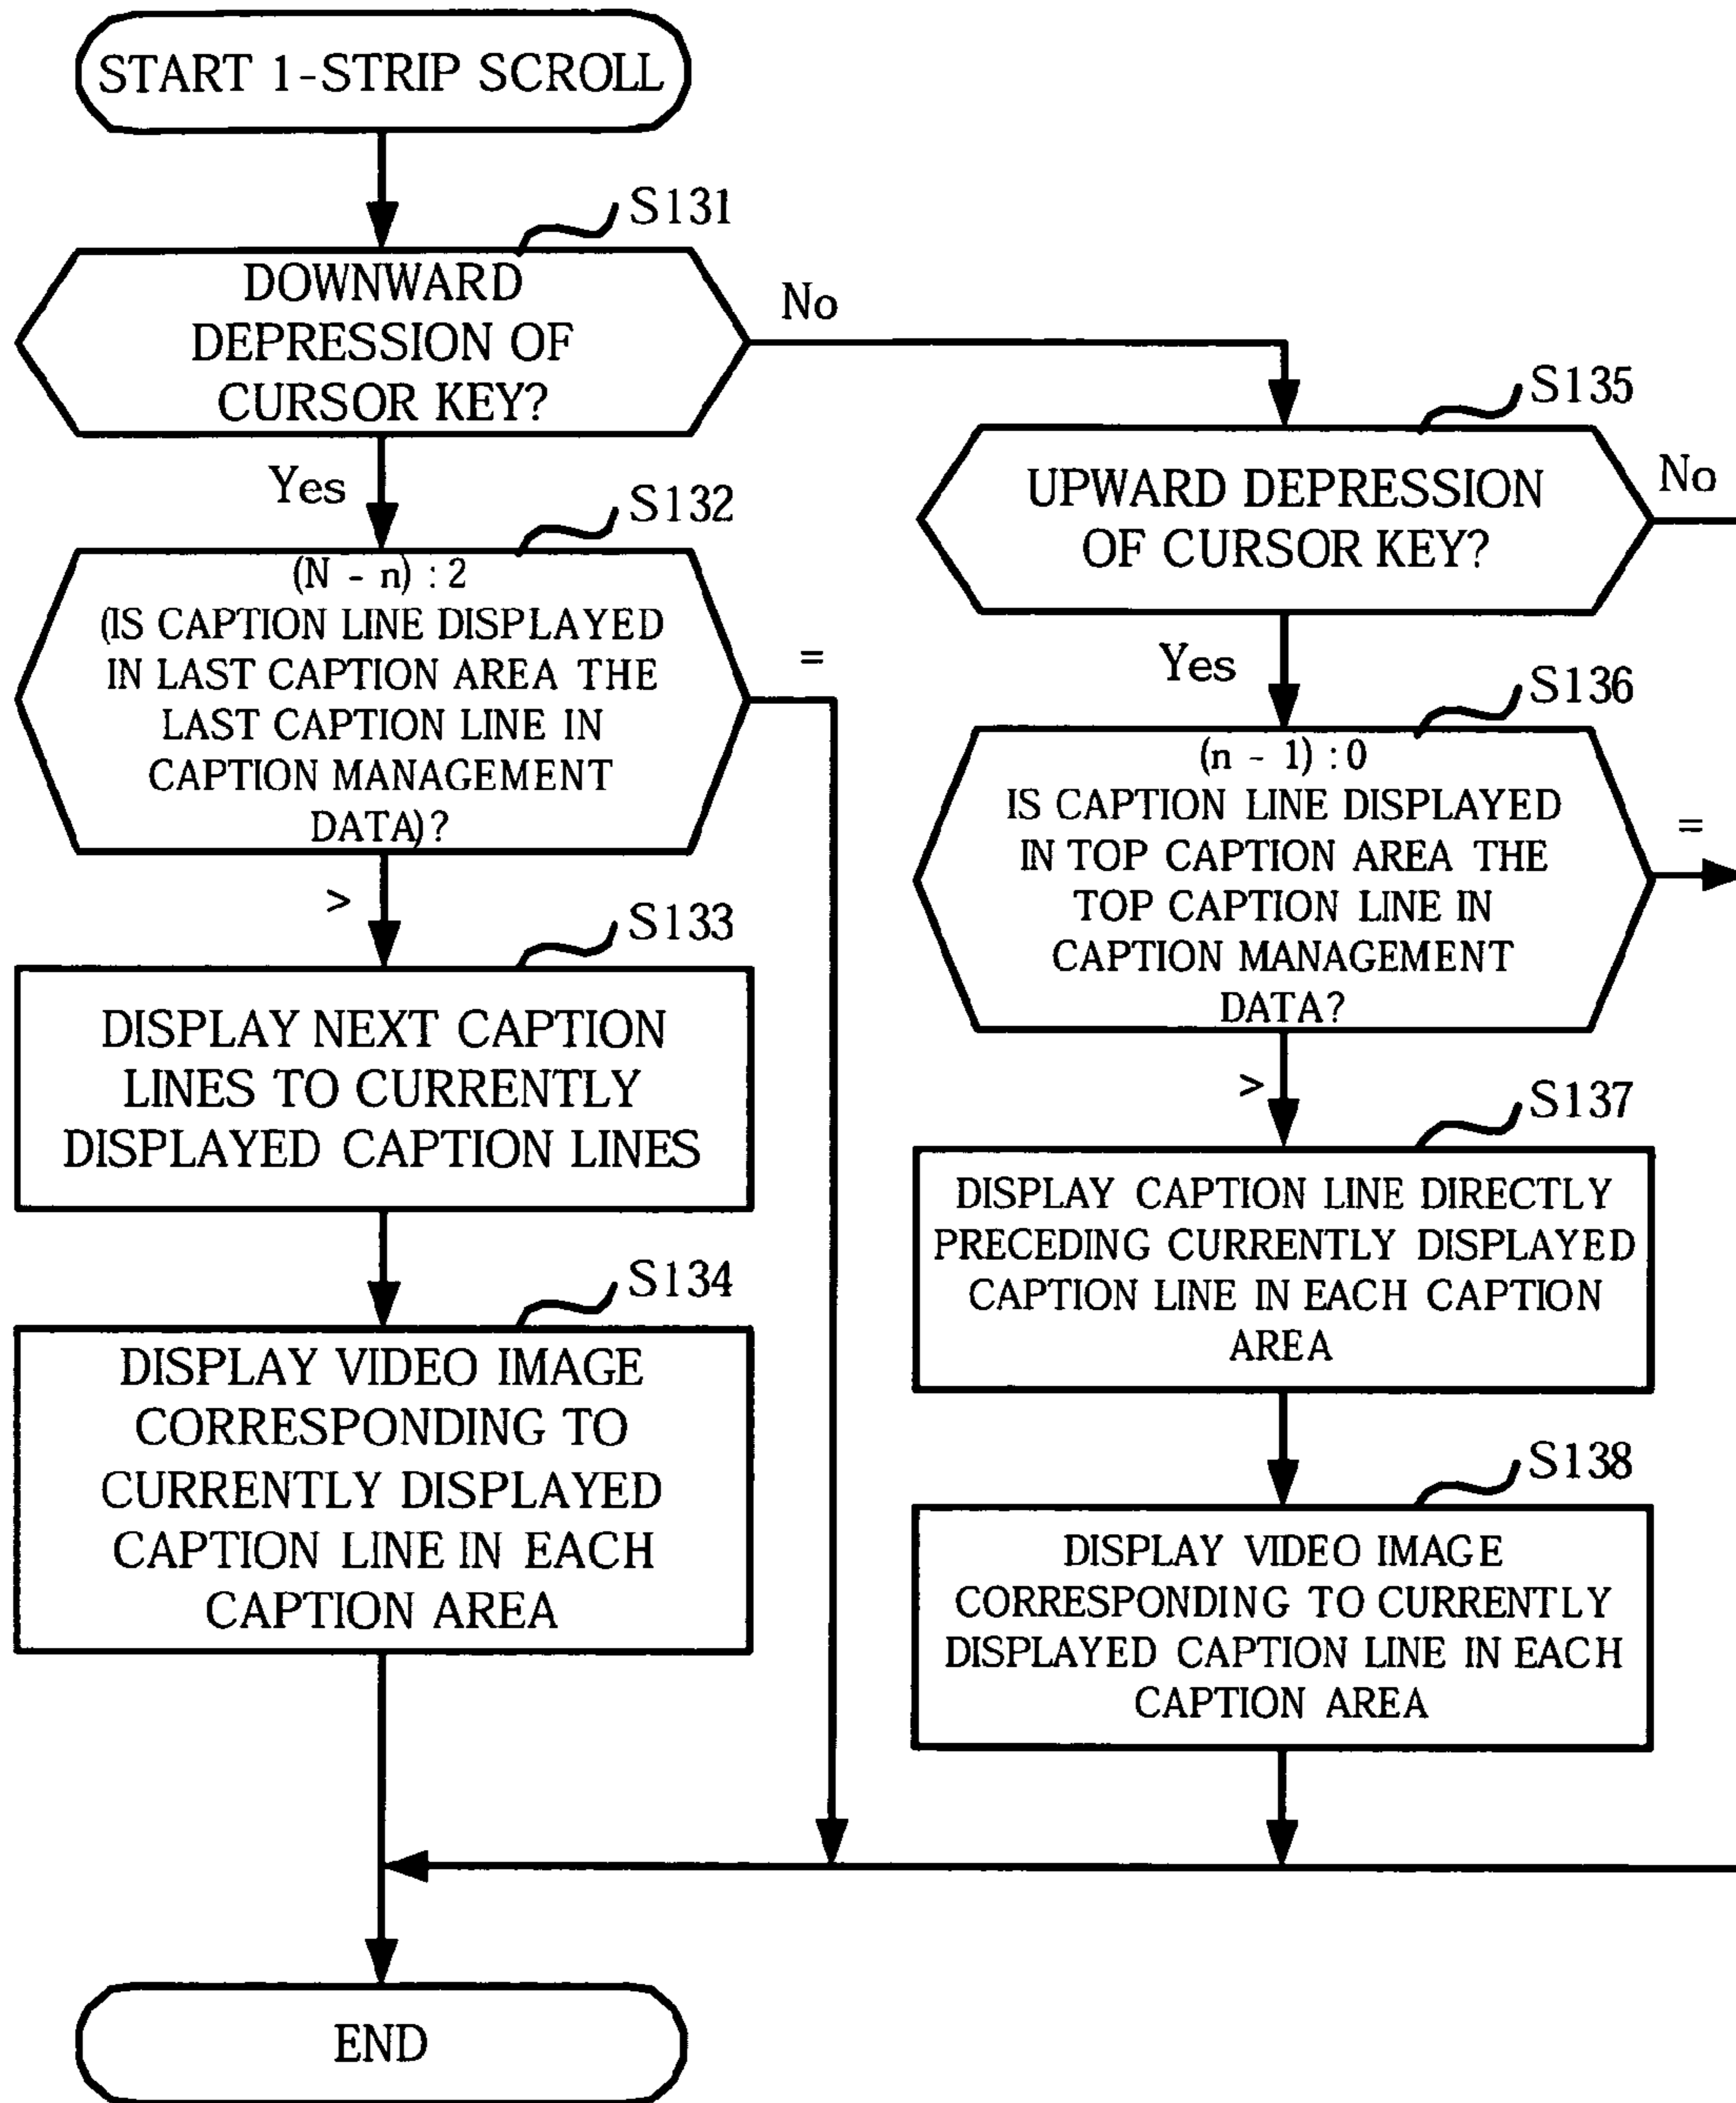 START 1-STRIP SCROLL
S131
DOWNWARD
DEPRESSION OF
CURSOR KEY?
No
Yes
S132
(N - n) : 2
(IS CAPTION LINE DISPLAYED
IN LAST CAPTION AREA THE
LAST CAPTION LINE IN
CAPTION MANAGEMENT
DATA)?
=
>
S133
DISPLAY NEXT CAPTION
LINES TO CURRENTLY
DISPLAYED CAPTION LINES
S134
DISPLAY VIDEO IMAGE
CORRESPONDING TO
CURRENTLY DISPLAYED
CAPTION LINE IN EACH
CAPTION AREA
S135
UPWARD DEPRESSION
OF CURSOR KEY?
No
Yes
S136
(n - 1) : 0
IS CAPTION LINE DISPLAYED
IN TOP CAPTION AREA THE
TOP CAPTION LINE IN
CAPTION MANAGEMENT
DATA?
=
>
S137
DISPLAY CAPTION LINE DIRECTLY
PRECEDING CURRENTLY DISPLAYED
CAPTION LINE IN EACH CAPTION
AREA
S138
DISPLAY VIDEO IMAGE
CORRESPONDING TO CURRENTLY
DISPLAYED CAPTION LINE IN EACH
CAPTION AREA
END